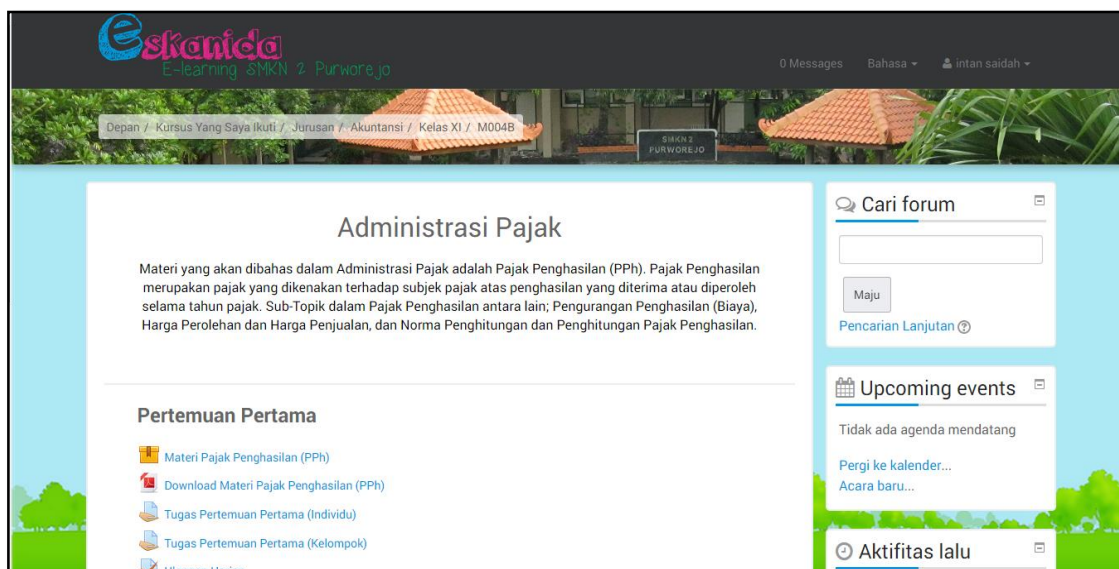 eskanida
E-learning SMKN 2 Purworejo
0 Messages Bahasa intan saidah
Depan / Kursus Yang Saya Ikuti / Jurusan / Akuntansi / Kelas XI / M004B
SMKN 2
PURWOREJO
Administrasi Pajak
Materi yang akan dibahas dalam Administrasi Pajak adalah Pajak Penghasilan (PPh). Pajak Penghasilan
merupakan pajak yang dikenakan terhadap subjek pajak atas penghasilan yang diterima atau diperoleh
selama tahun pajak. Sub-Topik dalam Pajak Penghasilan antara lain; Pengurangan Penghasilan (Biaya),
Harga Perolehan dan Harga Penjualan, dan Norma Penghitungan dan Penghitungan Pajak Penghasilan.
Pertemuan Pertama
Materi Pajak Penghasilan (PPh)
Download Materi Pajak Penghasilan (PPh)
Tugas Pertemuan Pertama (Individu)
Tugas Pertemuan Pertama (Kelompok)
Cari forum
Maju
Pencarian Lanjutan
Upcoming events
Tidak ada agenda mendatang
Pergi ke kalender...
Acara baru...
Aktifitas lalu